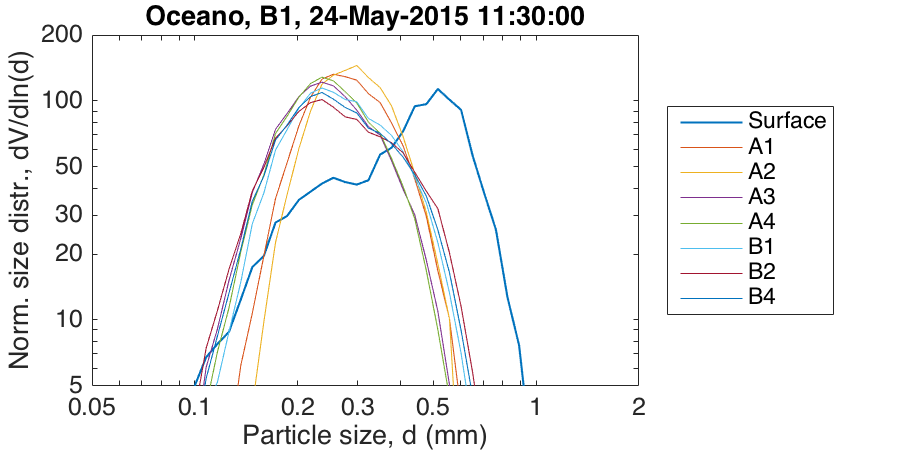 Oceano, B1, 24-May-2015 11:30:00
Norm. size distr., dV/dln(d)
200
100
50
30
20
10
5
0.05 0.1 0.2 0.3 0.5 1 2
Particle size, d (mm)
Surface
A1
A2
A3
A4
B1
B2
B4